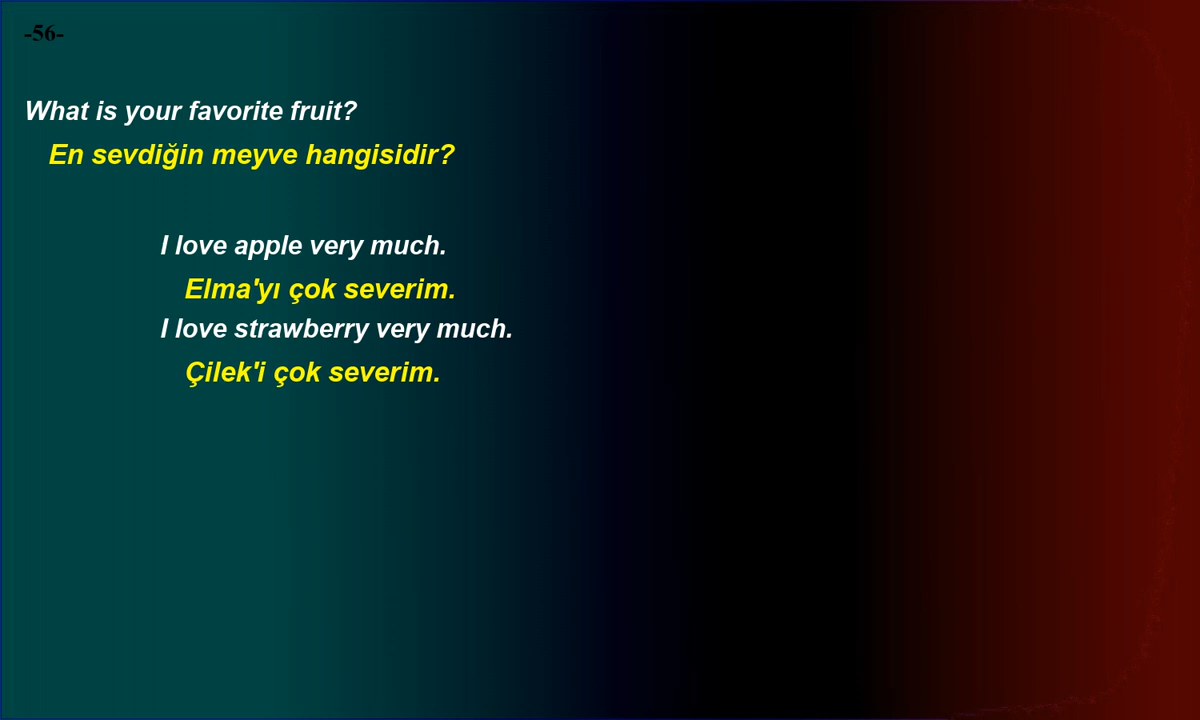 -56-
What is your favorite fruit?
En sevdiğin meyve hangisidir?
I love apple very much.
Elma'yı çok severim.
I love strawberry very much.
Çilek'i çok severim.